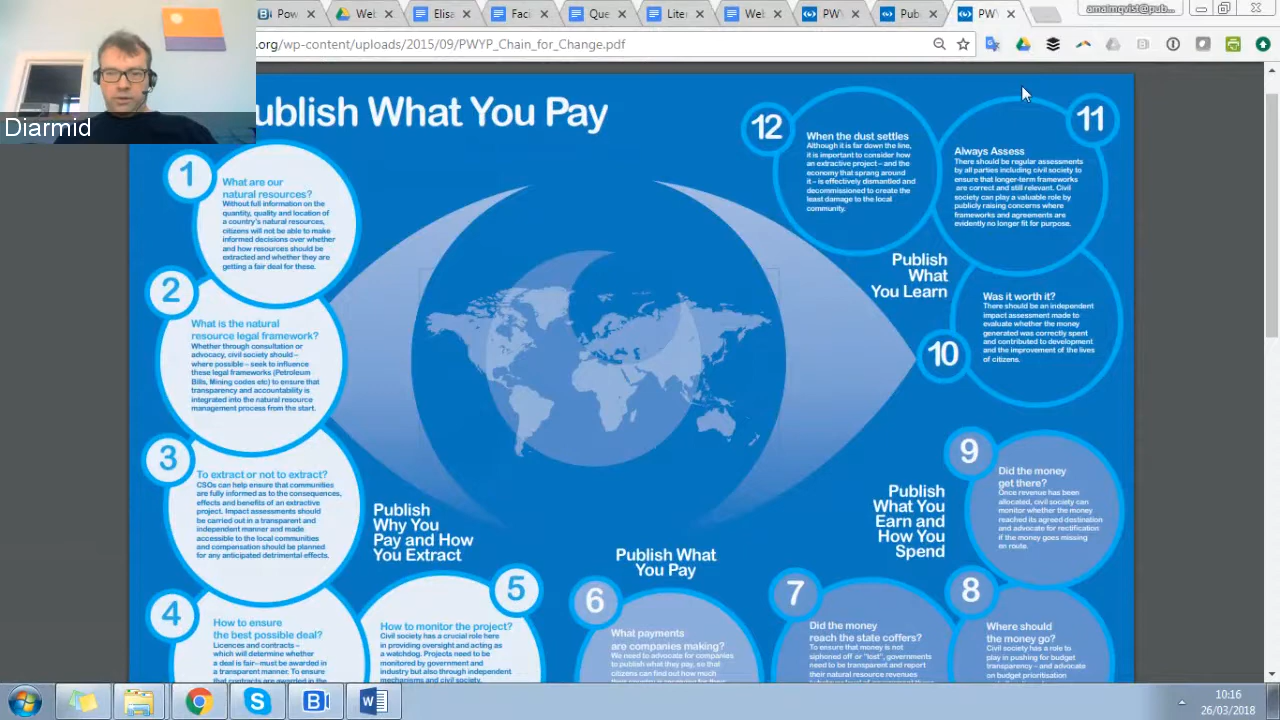 Po
We
Elis
Fac
Que
Lite
We
PW
Pub
PW
amalmqvist@pub...
.org/wp-content/uploads/2015/09/PWYP_Chain_for_Change.pdf
Diarmid
ublish What You Pay
1
What are our
natural resources?
Without full information on the
quantity, quality and location of
a country's natural resources,
citizens will not be able to make
informed decisions over whether
and how resources should be
extracted and whether they are
getting a fair deal for these.
2
What is the natural
resource legal framework?
Whether through consultation or
advocacy, civil society should –
where possible – seek to influence
these legal frameworks (Petroleum
Bills, Mining codes etc) to ensure that
transparency and accountability is
integrated into the natural resource
management process from the start.
3
To extract or not to extract?
CSOs can help ensure that communities
are fully informed as to the consequences,
effects and benefits of an extractive
project. Impact assessments should
be carried out in a transparent and
independent manner and made
accessible to the local communities
and compensation should be planned
for any anticipated detrimental effects.
4
How to ensure
the best possible deal?
Licences and contracts –
which will determine whether
a deal is fair– must be awarded in
a transparent manner. To ensure
that contracts are awarded in the
Publish
Why You
Pay and How
You Extract
5
How to monitor the project?
Civil society has a crucial role here
in providing oversight and acting as
a watchdog. Projects need to be
monitored by government and
industry but also through independent
mechanisms and civil society.
Publish What
You Pay
6
What payments
are companies making?
We need to advocate for companies
to publish what they pay, so that
citizens can find out how much
7
Did the money
reach the state coffers?
To ensure that money is not
siphoned off or "lost", governments
need to be transparent and report
their natural resource revenues
8
Where should
the money go?
Civil society has a role to
play in pushing for budget
transparency – and advocate
on budget prioritisation
Publish
What You
Earn and
How You
Spend
9
Did the money
get there?
Once revenue has been
allocated, civil society can
monitor whether the money
reached its agreed destination
and advocate for rectification
if the money goes missing
en route.
10
Was it worth it?
There should be an independent
impact assessment made to
evaluate whether the money
generated was correctly spent
and contributed to development
and the improvement of the lives
of citizens.
Publish
What
You Learn
11
Always Assess
There should be regular assessments
by all parties including civil society to
ensure that longer-term frameworks
are correct and still relevant. Civil
society can play a valuable role by
publicly raising concerns where
frameworks and agreements are
evidently no longer fit for purpose.
12
When the dust settles
Although it is far down the line,
it is important to consider how
an extractive project – and the
economy that sprang around
it – is effectively dismantled and
decommissioned to create the
least damage to the local
community.
10:16
26/03/2018